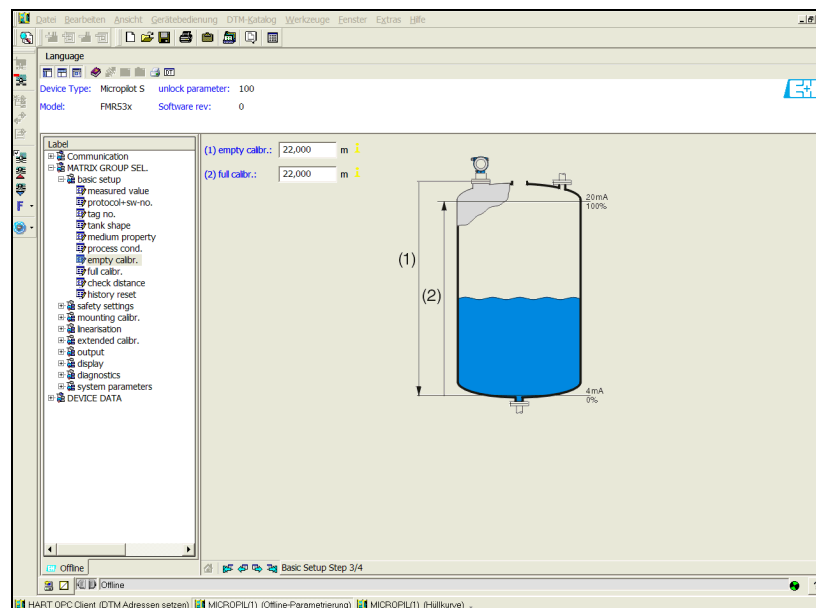 Datei Bearbeiten Ansicht Gerätebedienung DTM-Katalog Werkzeuge Fenster Extras Hilfe
Language
Device Type: Micropilot S unlock parameter: 100
Model: FMR53x Software rev: 0
Label
Communication
MATRIX GROUP SEL.
basic setup
measured value
protocol+sw-no.
tag no.
tank shape
medium property
process cond.
empty calibr.
full calibr.
check distance
history reset
safety settings
mounting calibr.
linearisation
extended calibr.
output
display
diagnostics
system parameters
DEVICE DATA
F
(1) empty calibr.: 22,000 m
(2) full calibr.: 22,000 m
20mA
100%
(1)
(2)
4mA
0%
Offline
Basic Setup Step 3/4
Offline
HART OPC Client (DTM Adressen setzen) MICROPIL(1) (Offline-Parametrierung) MICROPIL(1) (Hüllkurve)